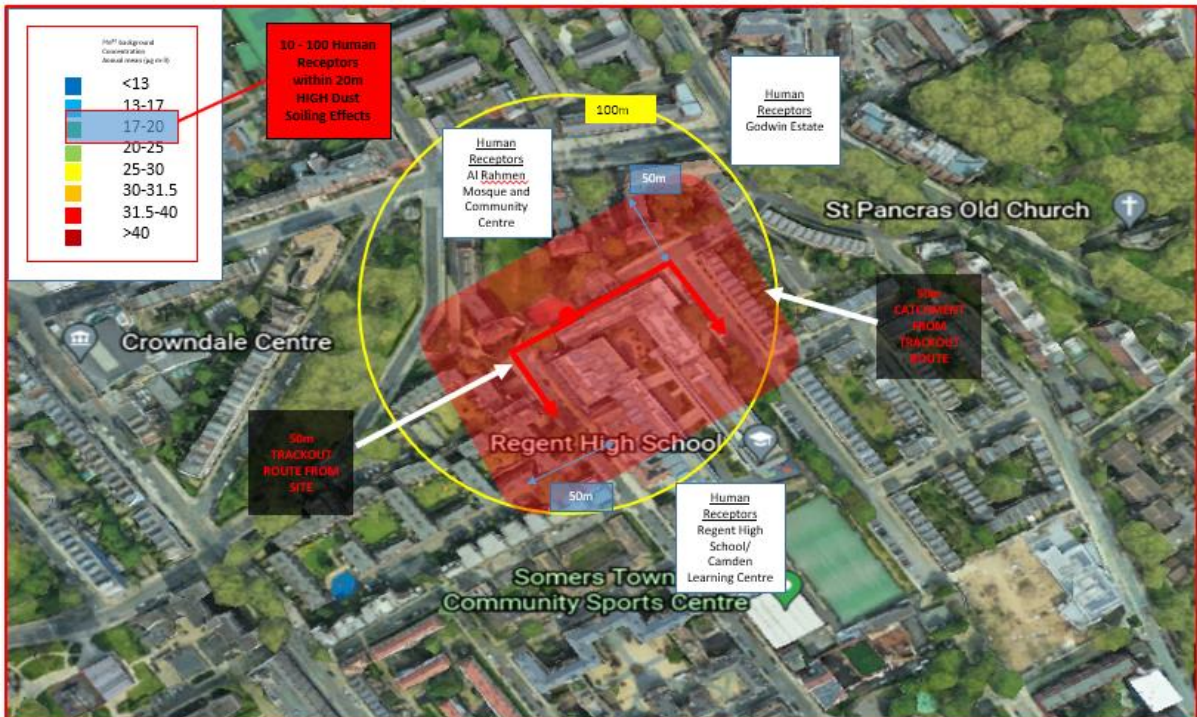 Background
Concentration
Annual mean (µg m-3)
<13
13-17
17-20
20-25
25-30
30-31.5
31.5-40
>40
10 - 100 Human
Receptors
within 20m
HIGH Dust
Soiling Effects
100m
Human
Receptors
Al Rahmen
Mosque and
Community
Centre
Human
Receptors
Godwin Estate
50m
St Pancras Old Church
Crowndale Centre
50m
CATCHMENT
FROM
TRACKOUT
ROUTE
50m
TRACKOUT
ROUTE FROM
SITE
Regent High School
50m
Human
Receptors
Regent High
School/
Camden
Learning Centre
Somers Town
Community Sports Centre